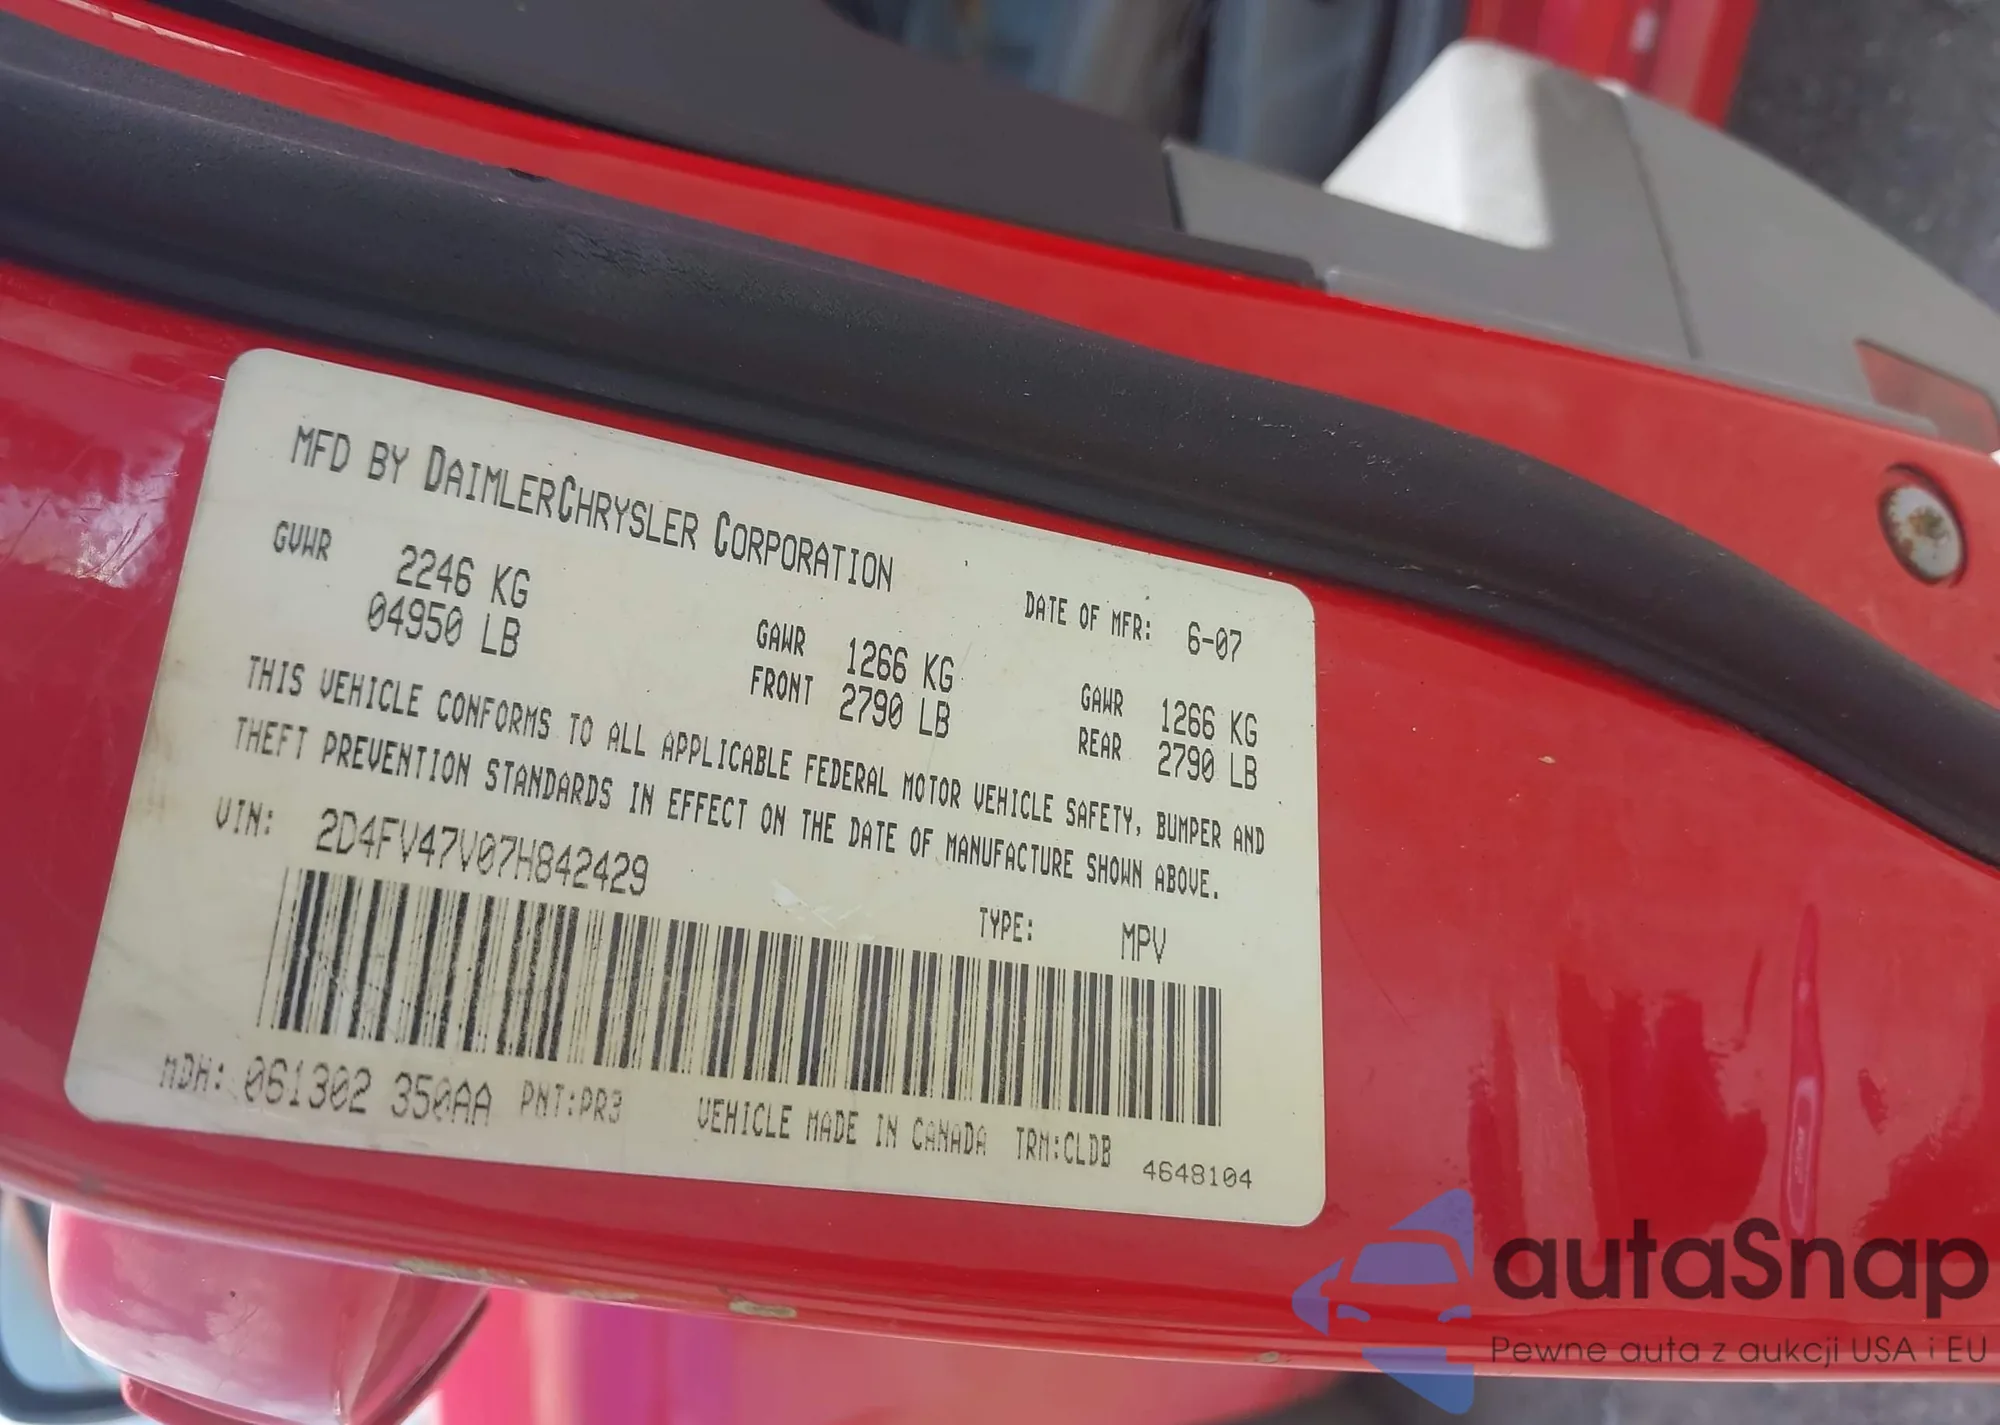 MFD BY DAIMLERCHRYSLER CORPORATION
DATE OF MFR: 6-07
GVWR 2246 KG
04950 LB
GAWR FRONT 1266 KG
2790 LB
GAWR REAR 1266 KG
2790 LB
THIS VEHICLE CONFORMS TO ALL APPLICABLE FEDERAL MOTOR VEHICLE SAFETY, BUMPER AND
THEFT PREVENTION STANDARDS IN EFFECT ON THE DATE OF MANUFACTURE SHOWN ABOVE.
VIN: 2D4FV47V07H842429
TYPE: MPV
MDH: 061302 350AA PNT:PR3 VEHICLE MADE IN CANADA TRM:CLDB 4648104
autaSnap
Pewne auta z aukcji USA i EU